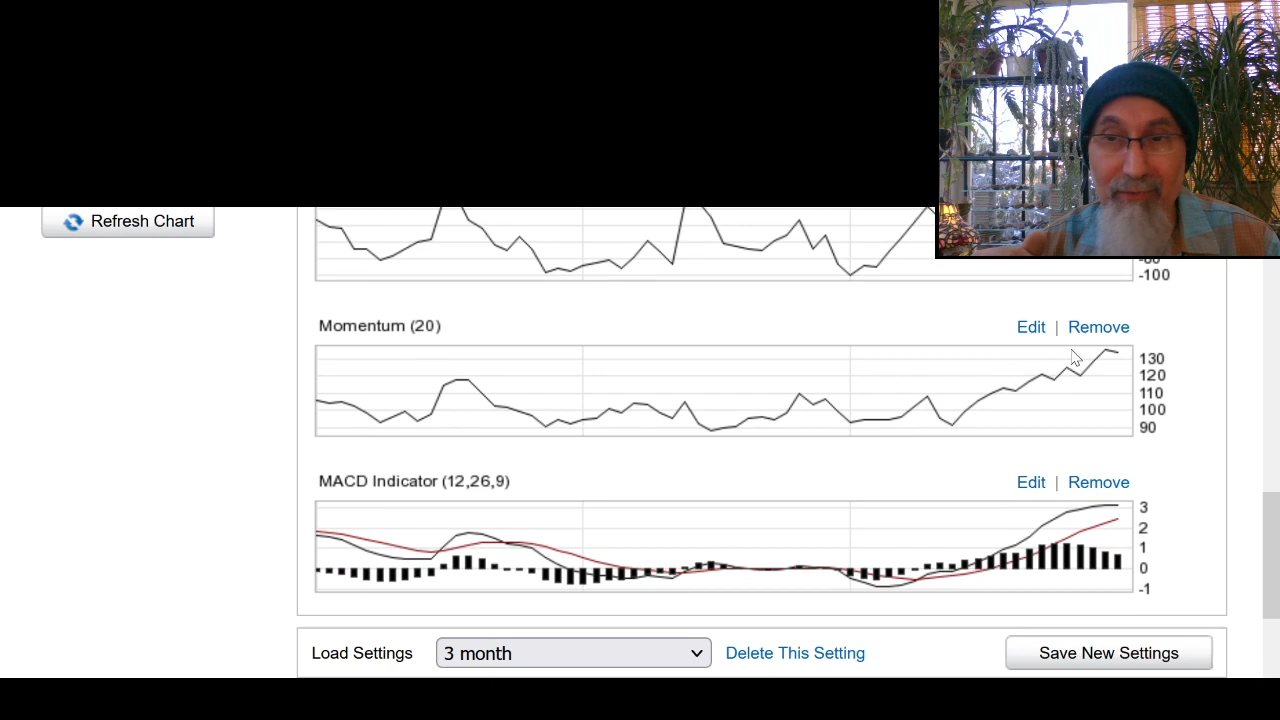 Refresh Chart
-100
Momentum (20)
Edit | Remove
130
120
110
100
90
MACD Indicator (12,26,9)
Edit | Remove
3
2
1
0
-1
Load Settings
3 month
Delete This Setting
Save New Settings